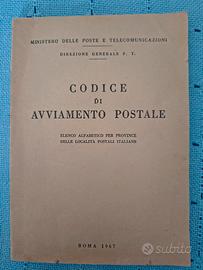 MINISTERO DELLE POSTE E TELECOMUNICAZIONI
DIREZIONE GENERALE P. T.
CODICE
DI
AVVIAMENTO POSTALE
ELENCO ALFABETICO PER PROVINCE
DELLE LOCALITÀ POSTALI ITALIANE
ROMA 1967
subito